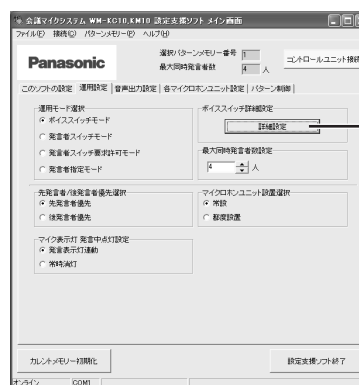 会議マイクシステム WM-KC10,KM10 設定支援ソフト メイン画面
ファイル(F) 接続(C) パターンメモリー(P) ヘルプ(H)
Panasonic
選択パターンメモリー番号 1
最大同時発言者数 4 人
コントロールユニット接続
このソフトの設定 運用設定 音声出力設定 各マイクロホンユニット設定 パターン制御
運用モード選択
ボイススイッチモード
発言者スイッチモード
発言者スイッチ要求許可モード
発言者指定モード
ボイススイッチ詳細設定
詳細設定
最大同時発言者数設定
4 人
先発言者/後発言者優先選択
先発言者優先
後発言者優先
マイクロホンユニット設置選択
常設
都度設置
マイク表示灯 発言中点灯設定
発言表示灯連動
常時消灯
カレントメモリー初期化
設定支援ソフト終了
オンライン COM1